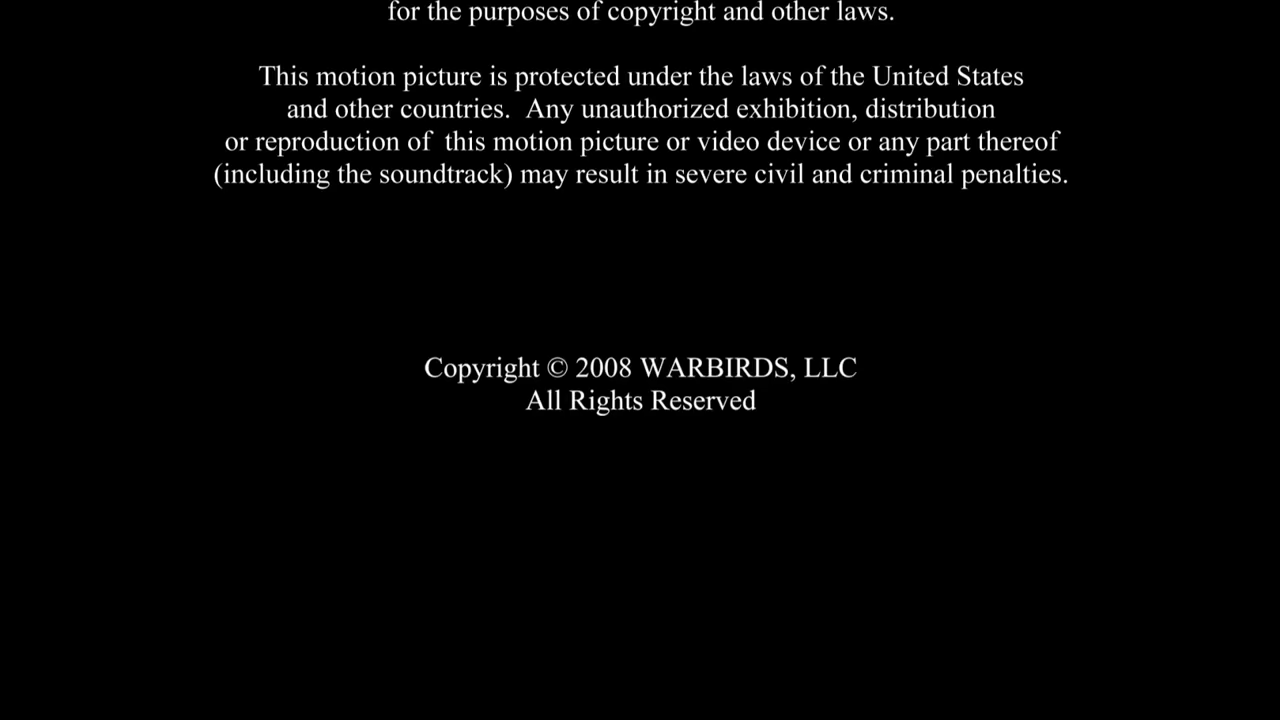 for the purposes of copyright and other laws.
This motion picture is protected under the laws of the United States
and other countries.  Any unauthorized exhibition, distribution
or reproduction of  this motion picture or video device or any part thereof
(including the soundtrack) may result in severe civil and criminal penalties.
Copyright © 2008 WARBIRDS, LLC
All Rights Reserved